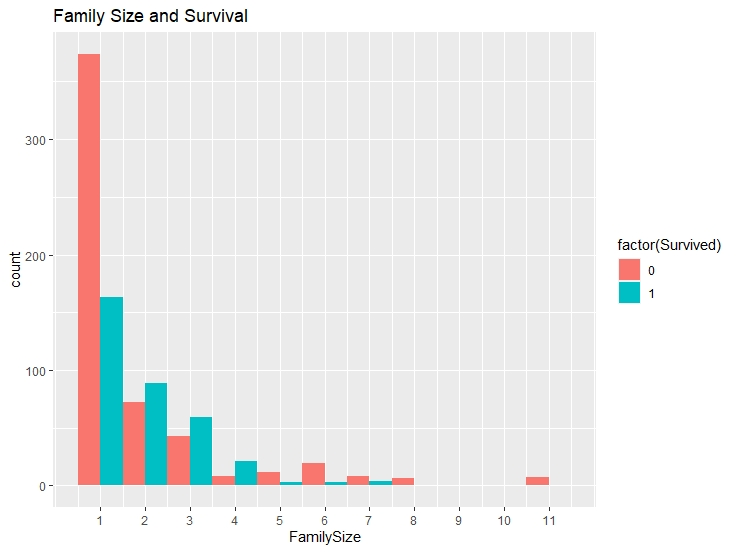 Family Size and Survival
300
200
100
0
count
1 2 3 4 5 6 7 8 9 10 11
FamilySize
factor(Survived)
0
1